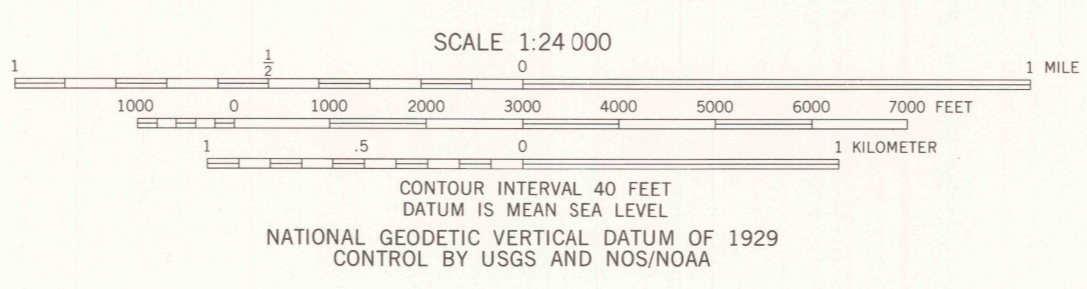 SCALE 1:24 000
1 1/2 0 1 MILE
1000 0 1000 2000 3000 4000 5000 6000 7000 FEET
1 .5 0 1 KILOMETER
CONTOUR INTERVAL 40 FEET
DATUM IS MEAN SEA LEVEL
NATIONAL GEODETIC VERTICAL DATUM OF 1929
CONTROL BY USGS AND NOS/NOAA